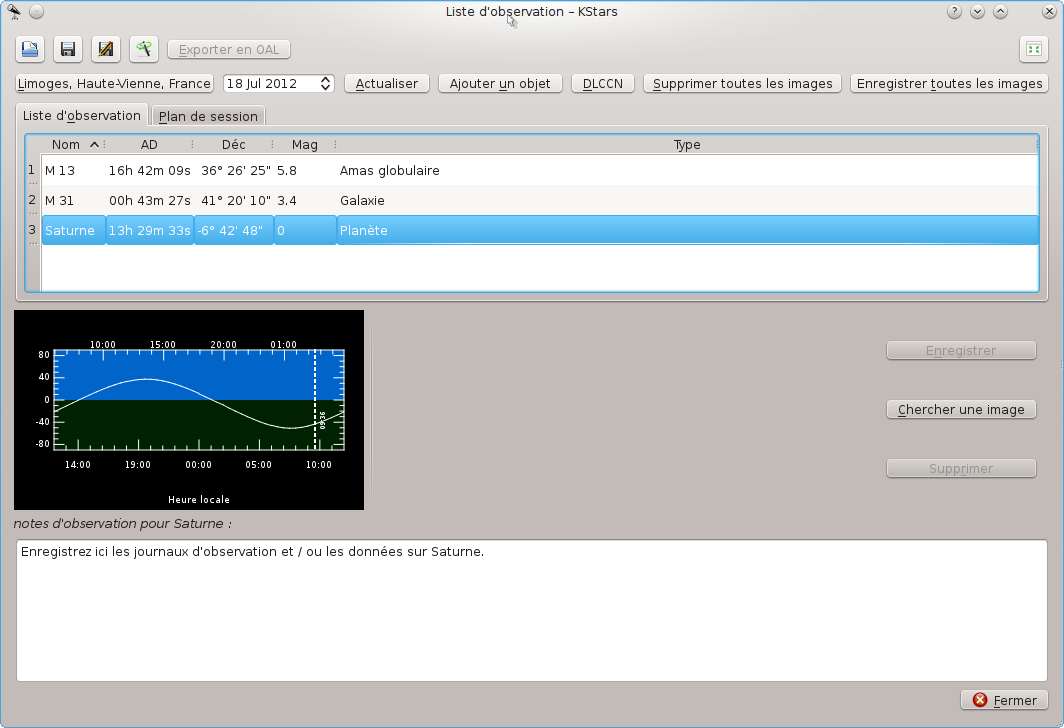 Liste d'observation – KStars
Exporter en OAL
Limoges, Haute-Vienne, France 18 Jul 2012 Actualiser Ajouter un objet DLCCN Supprimer toutes les images Enregistrer toutes les images
Liste d'observation Plan de session
Nom AD Déc Mag Type
1 M 13 16h 42m 09s 36° 26' 25" 5.8 Amas globulaire
2 M 31 00h 43m 27s 41° 20' 10" 3.4 Galaxie
3 Saturne 13h 29m 33s -6° 42' 48" 0 Planète
10:00 15:00 20:00 01:00
80
40
0
-40
-80
09:36
14:00 19:00 00:00 05:00 10:00
Heure locale
Enregistrer
Chercher une image
Supprimer
notes d'observation pour Saturne :
Enregistrez ici les journaux d'observation et / ou les données sur Saturne.
Fermer